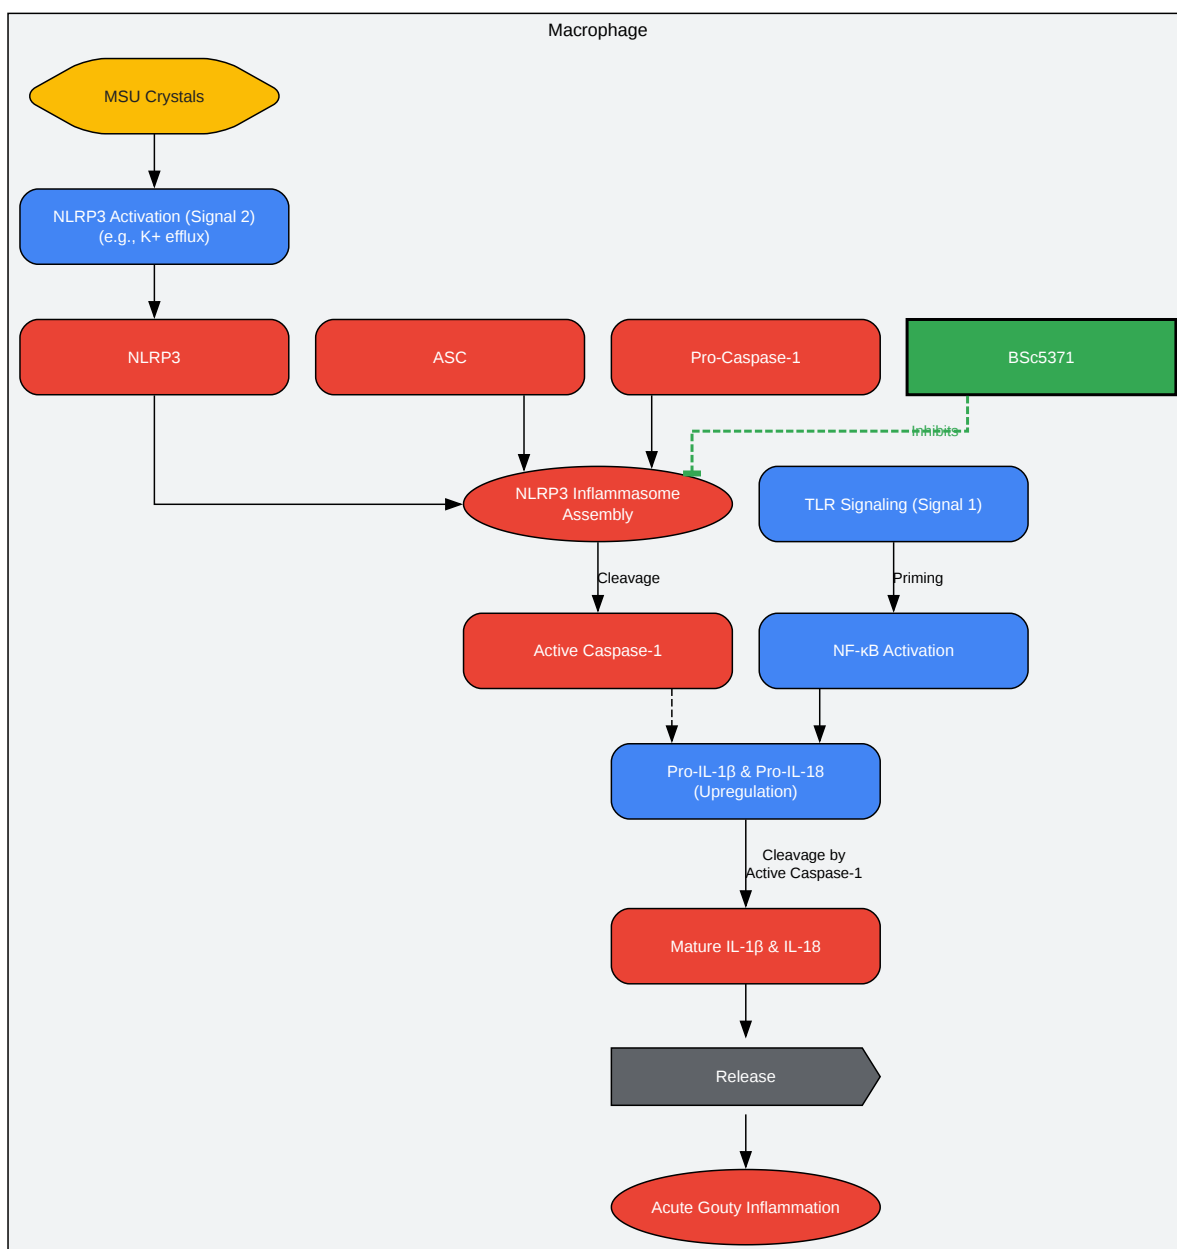 Macrophage
MSU Crystals
NLRP3 Activation (Signal 2)
(e.g., K+ efflux)
NLRP3
ASC
Pro-Caspase-1
BSc5371
Inhibits
NLRP3 Inflammasome
Assembly
TLR Signaling (Signal 1)
Cleavage
Priming
Active Caspase-1
NF-κB Activation
Pro-IL-1β & Pro-IL-18
(Upregulation)
Cleavage by
Active Caspase-1
Mature IL-1β & IL-18
Release
Acute Gouty Inflammation